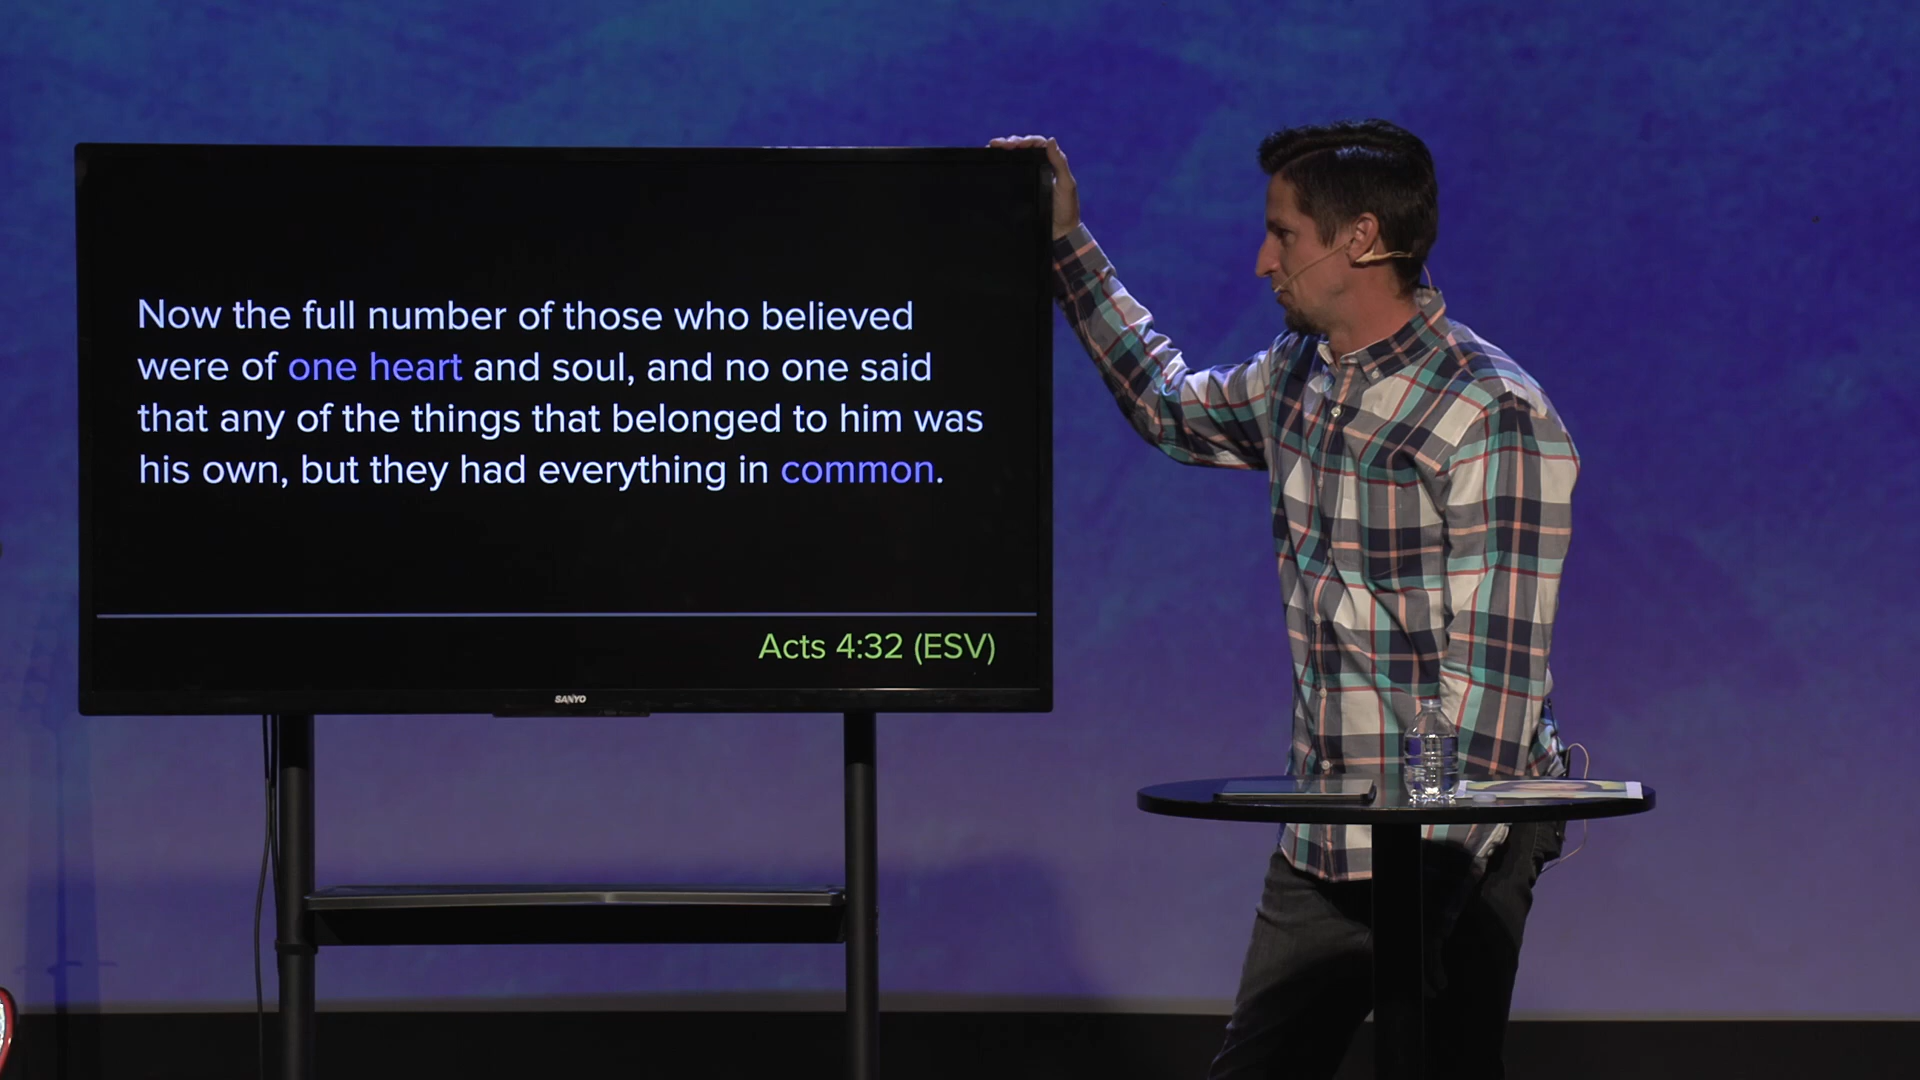 Now the full number of those who believed
were of one heart and soul, and no one said
that any of the things that belonged to him was
his own, but they had everything in common.
Acts 4:32 (ESV)
SANYO